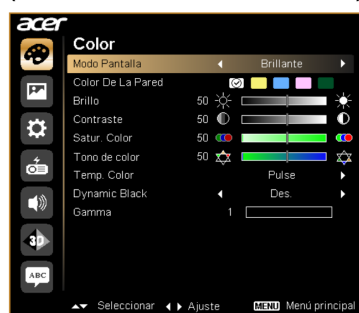 acer
Color
Modo Pantalla Brillante
Color De La Pared
Brillo 50
Contraste 50
Satur. Color 50
Tono de color 50
Temp. Color Pulse
Dynamic Black Des.
Gamma 1
3D
ABC
Seleccionar Ajuste MENU Menú principal